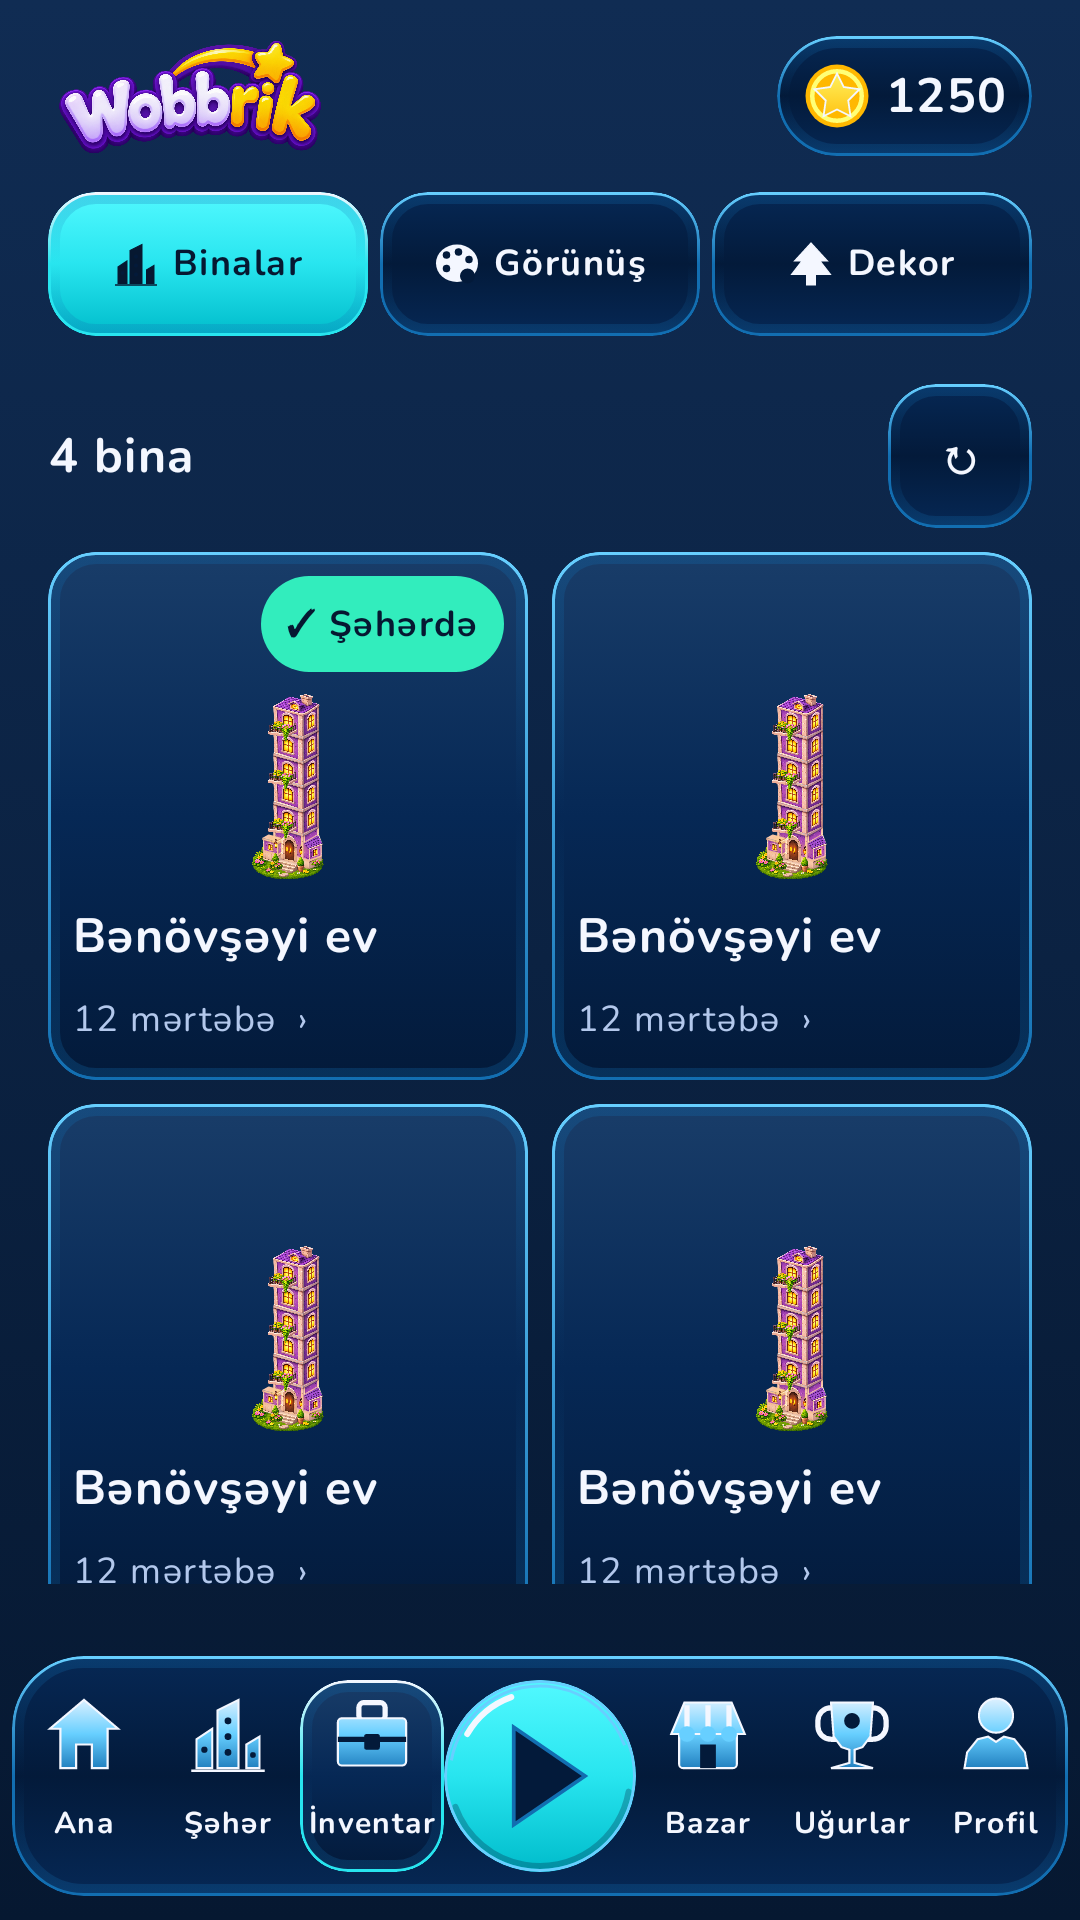 Wobbrik
1250
Binalar
Görünüş
Dekor
4 bina
↻
✓ Şəhərdə
Bənövşəyi ev
12 mərtəbə ›
Bənövşəyi ev
12 mərtəbə ›
Bənövşəyi ev
12 mərtəbə ›
Bənövşəyi ev
12 mərtəbə ›
Ana
Şəhər
İnventar
Bazar
Uğurlar
Profil